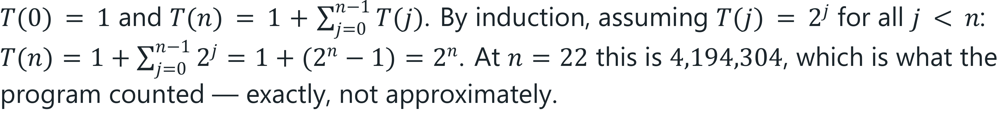 T(0) = 1 and T(n) = 1 + ∑_{j=0}^{n−1} T(j). By induction, assuming T(j) = 2^j for all j < n:
T(n) = 1 + ∑_{j=0}^{n−1} 2^j = 1 + (2^n − 1) = 2^n. At n = 22 this is 4,194,304, which is what the
program counted — exactly, not approximately.